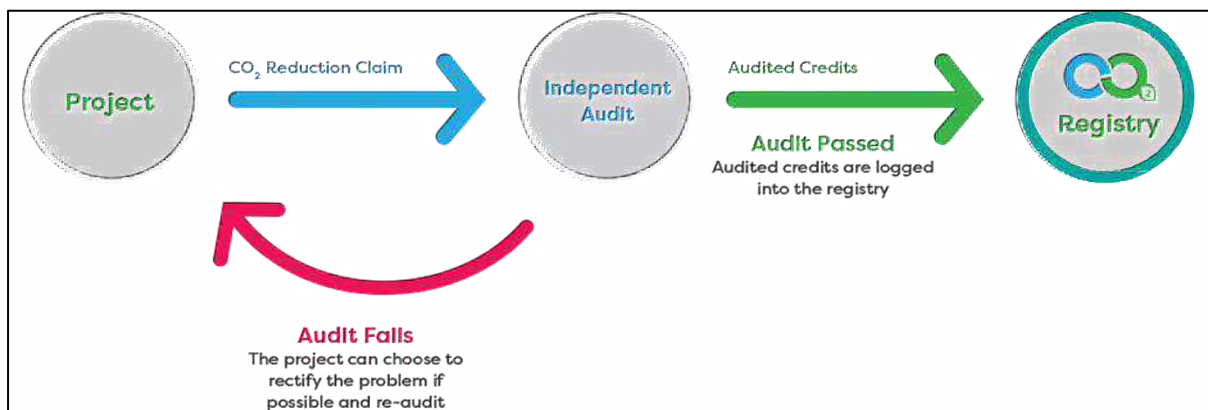 Project
CO₂ Reduction Claim
Independent
Audit
Audited Credits
Audit Passed
Audited credits are logged
into the registry
CO2
Registry
Audit Fails
The project can choose to
rectify the problem if
possible and re-audit